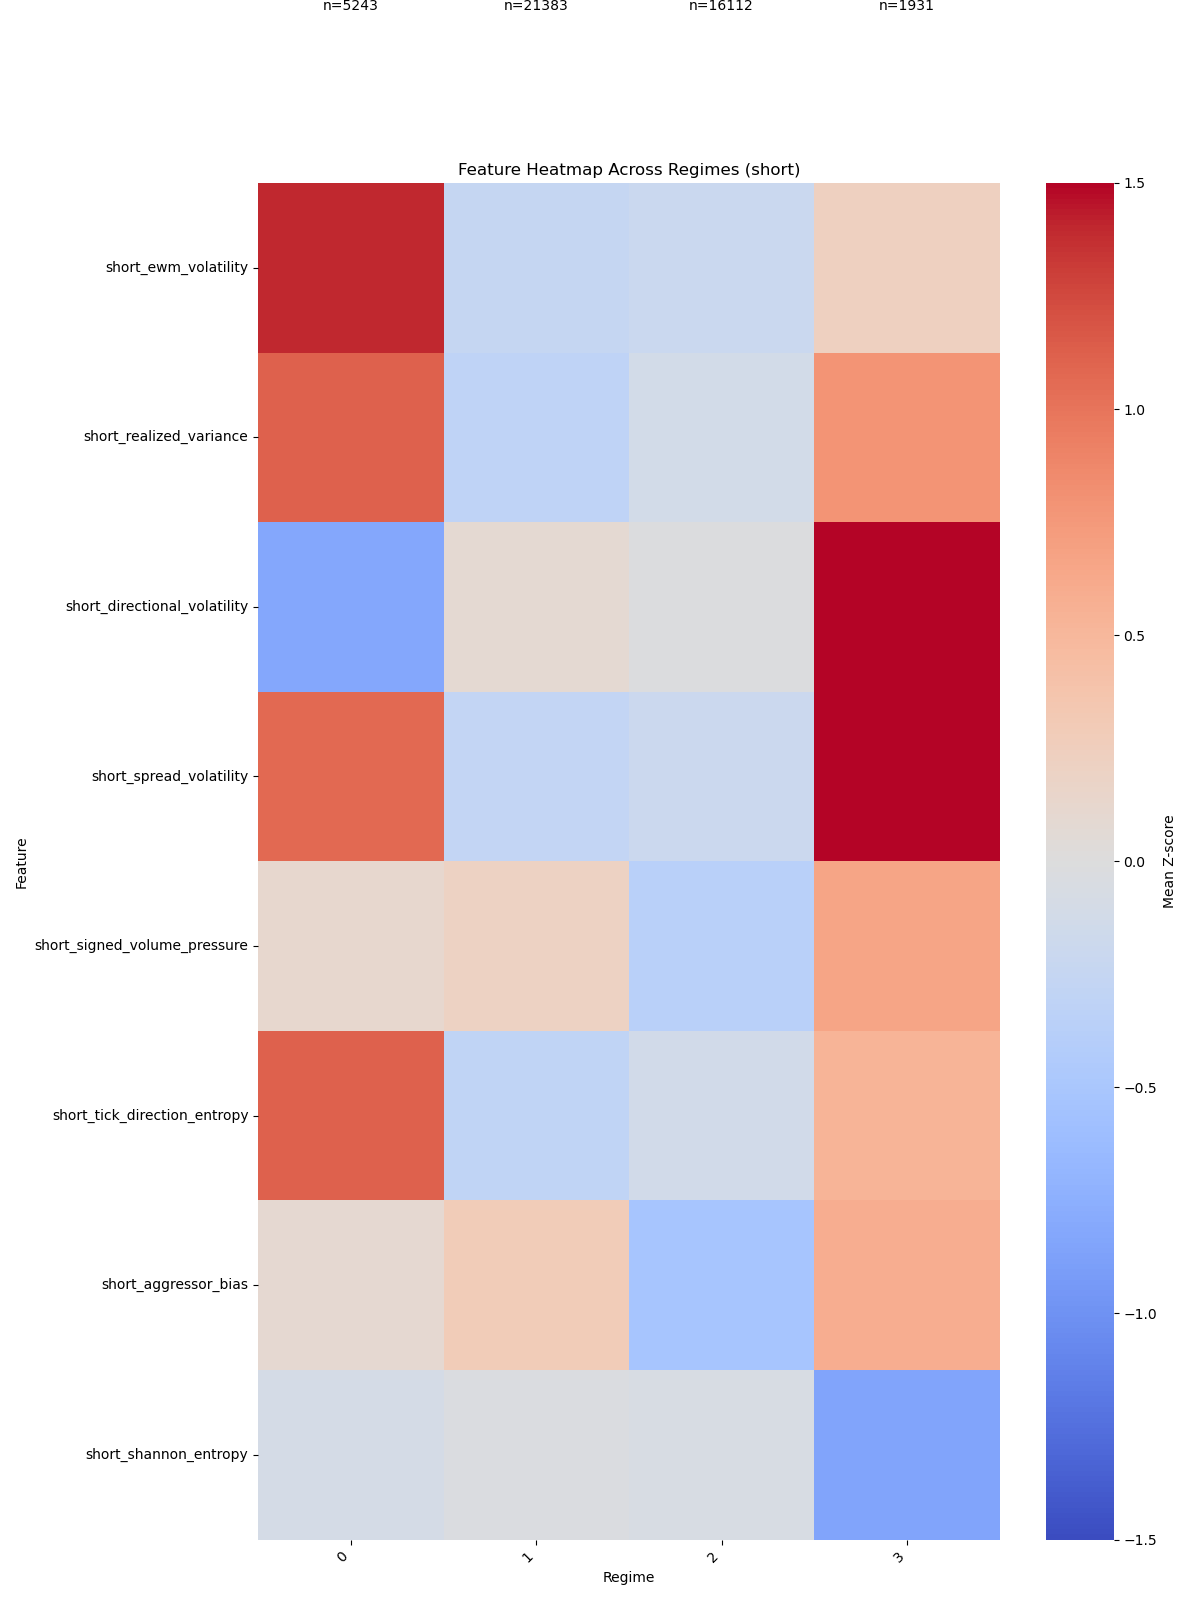 n=5243 n=21383 n=16112 n=1931
Feature Heatmap Across Regimes (short)
short_ewm_volatility
short_realized_variance
short_directional_volatility
short_spread_volatility
short_signed_volume_pressure
short_tick_direction_entropy
short_aggressor_bias
short_shannon_entropy
Feature
0 1 2 3
Regime
1.5
1.0
0.5
0.0
−0.5
−1.0
−1.5
Mean Z-score